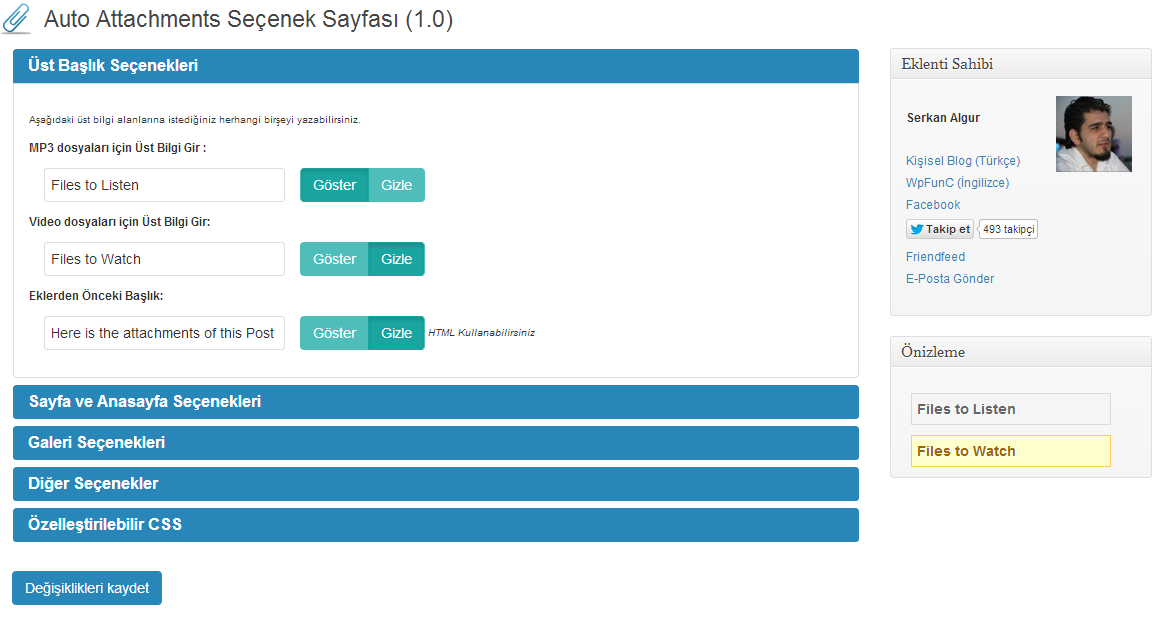 Auto Attachments Seçenek Sayfası (1.0)
Üst Başlık Seçenekleri
Aşağıdaki üst bilgi alanlarına istediğiniz herhangi birşeyi yazabilirsiniz.
MP3 dosyaları için Üst Bilgi Gir :
Files to Listen
Göster Gizle
Video dosyaları için Üst Bilgi Gir:
Files to Watch
Göster Gizle
Eklerden Önceki Başlık:
Here is the attachments of this Post
Göster Gizle
HTML Kullanabilirsiniz
Sayfa ve Anasayfa Seçenekleri
Galeri Seçenekleri
Diğer Seçenekler
Özelleştirilebilir CSS
Değişiklikleri kaydet
Eklenti Sahibi
Serkan Algur
Kişisel Blog (Türkçe)
WpFunC (İngilizce)
Facebook
Takip et 493 takipçi
Friendfeed
E-Posta Gönder
Önizleme
Files to Listen
Files to Watch